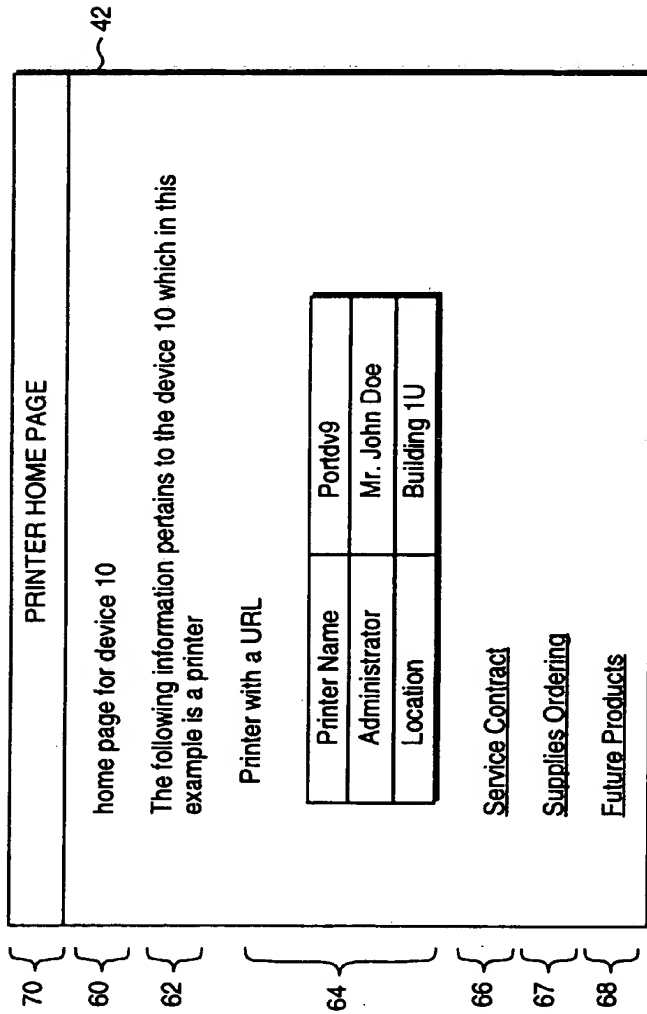 PRINTER HOME PAGE
42
70
home page for device 10
60
The following information pertains to the device 10 which in this
example is a printer
62
Printer with a URL
Printer Name Portdv9
Administrator Mr. John Doe
Location Building 1U
64
Service Contract
66
Supplies Ordering
67
Future Products
68